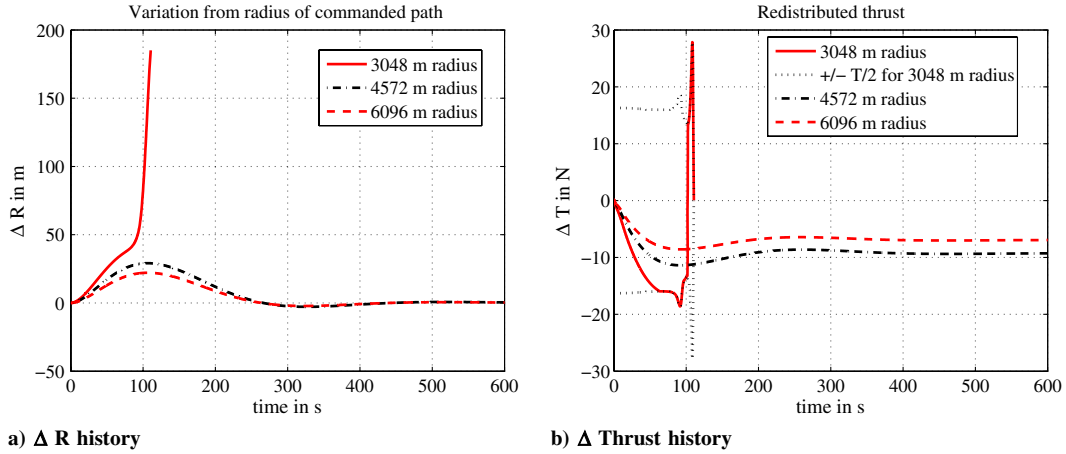 Variation from radius of commanded path
200
150
100
50
0
−50
Δ R in m
3048 m radius
4572 m radius
6096 m radius
0 100 200 300 400 500 600
time in s
a) Δ R history
Redistributed thrust
30
20
10
0
−10
−20
−30
Δ T in N
3048 m radius
+/− T/2 for 3048 m radius
4572 m radius
6096 m radius
0 100 200 300 400 500 600
time in s
b) Δ Thrust history